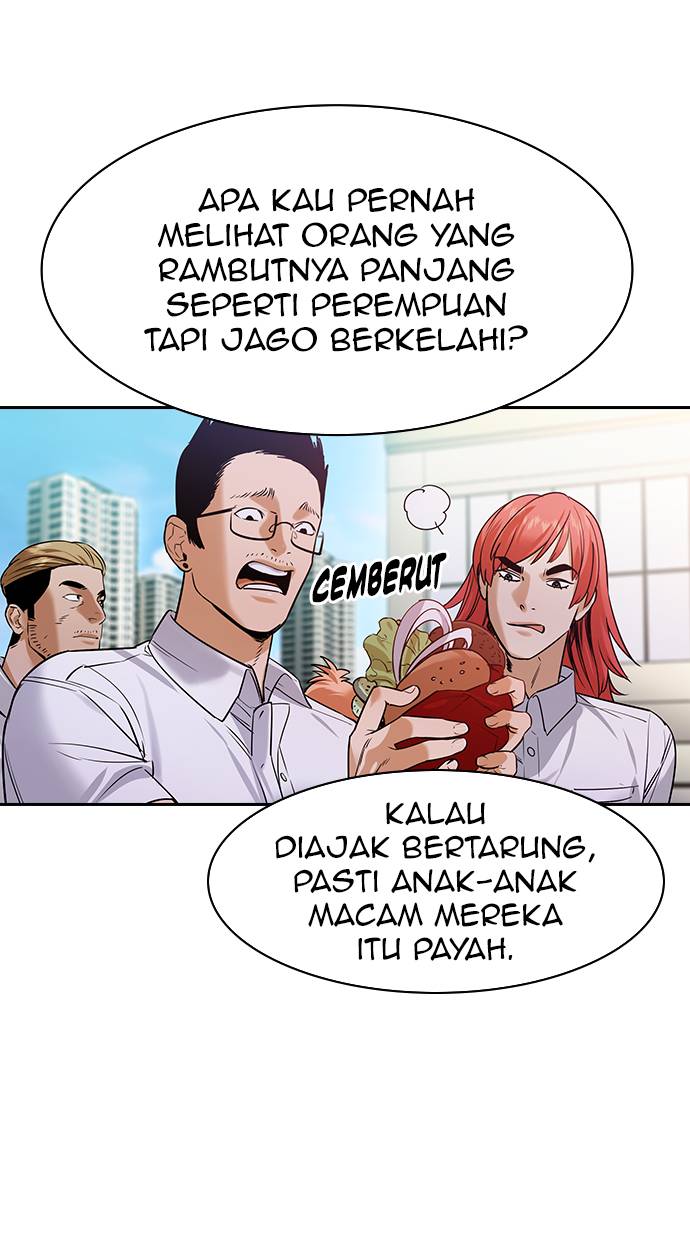 APA KAU PERNAH
MELIHAT ORANG YANG
RAMBUTNYA PANJANG
SEPERTI PEREMPUAN
TAPI JAGO BERKELAHI?
CEMBERUT
KALAU
DIAJAK BERTARUNG,
PASTI ANAK-ANAK
MACAM MEREKA
ITU PAYAH.